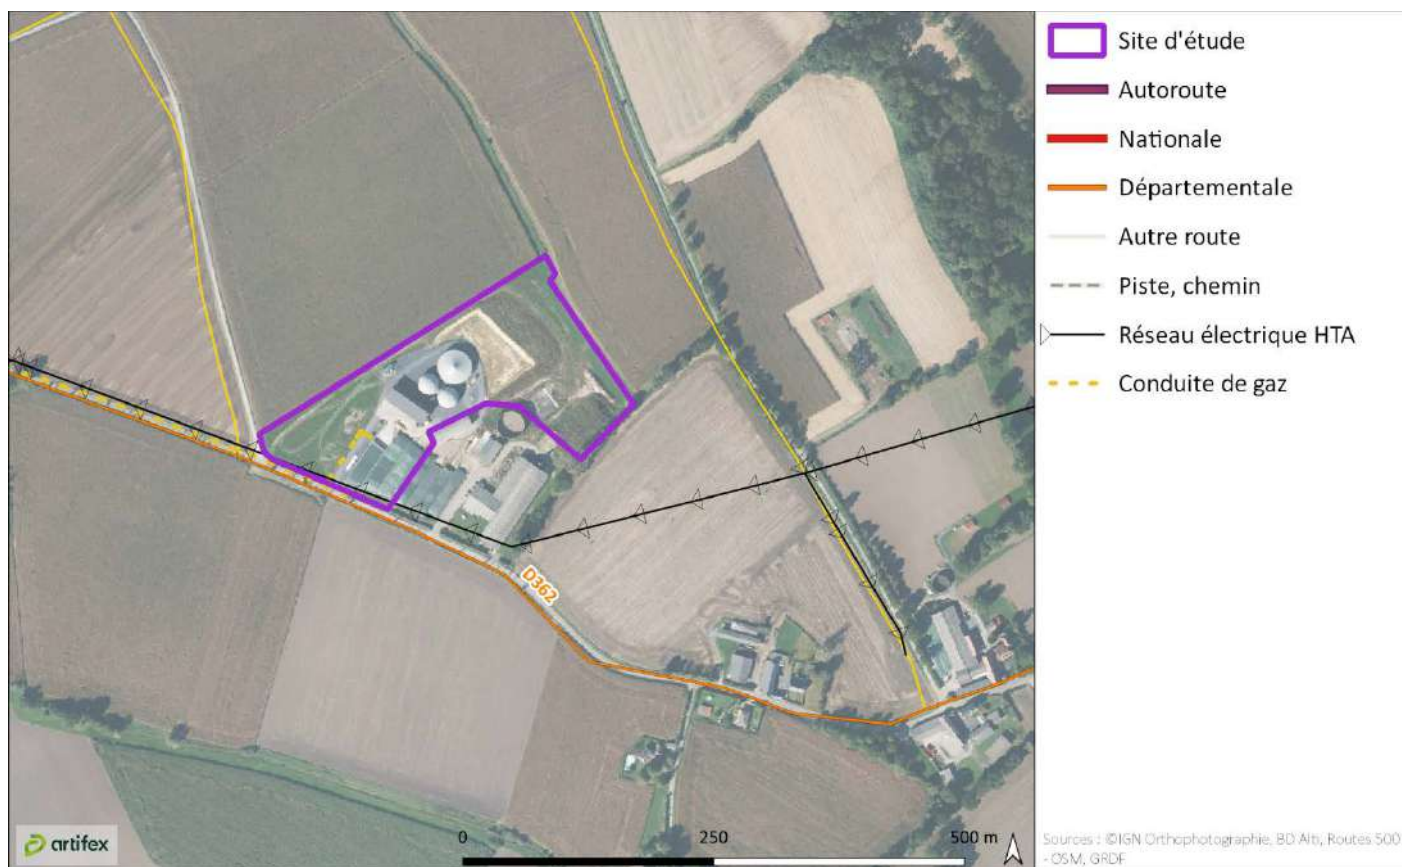 Site d'étude
Autoroute
Nationale
Départementale
Autre route
Piste, chemin
Réseau électrique HTA
Conduite de gaz
D362
0 250 500 m
artifex
Sources : ©IGN Orthophotographie, BD Alti, Routes 500
- OSM, GRDF